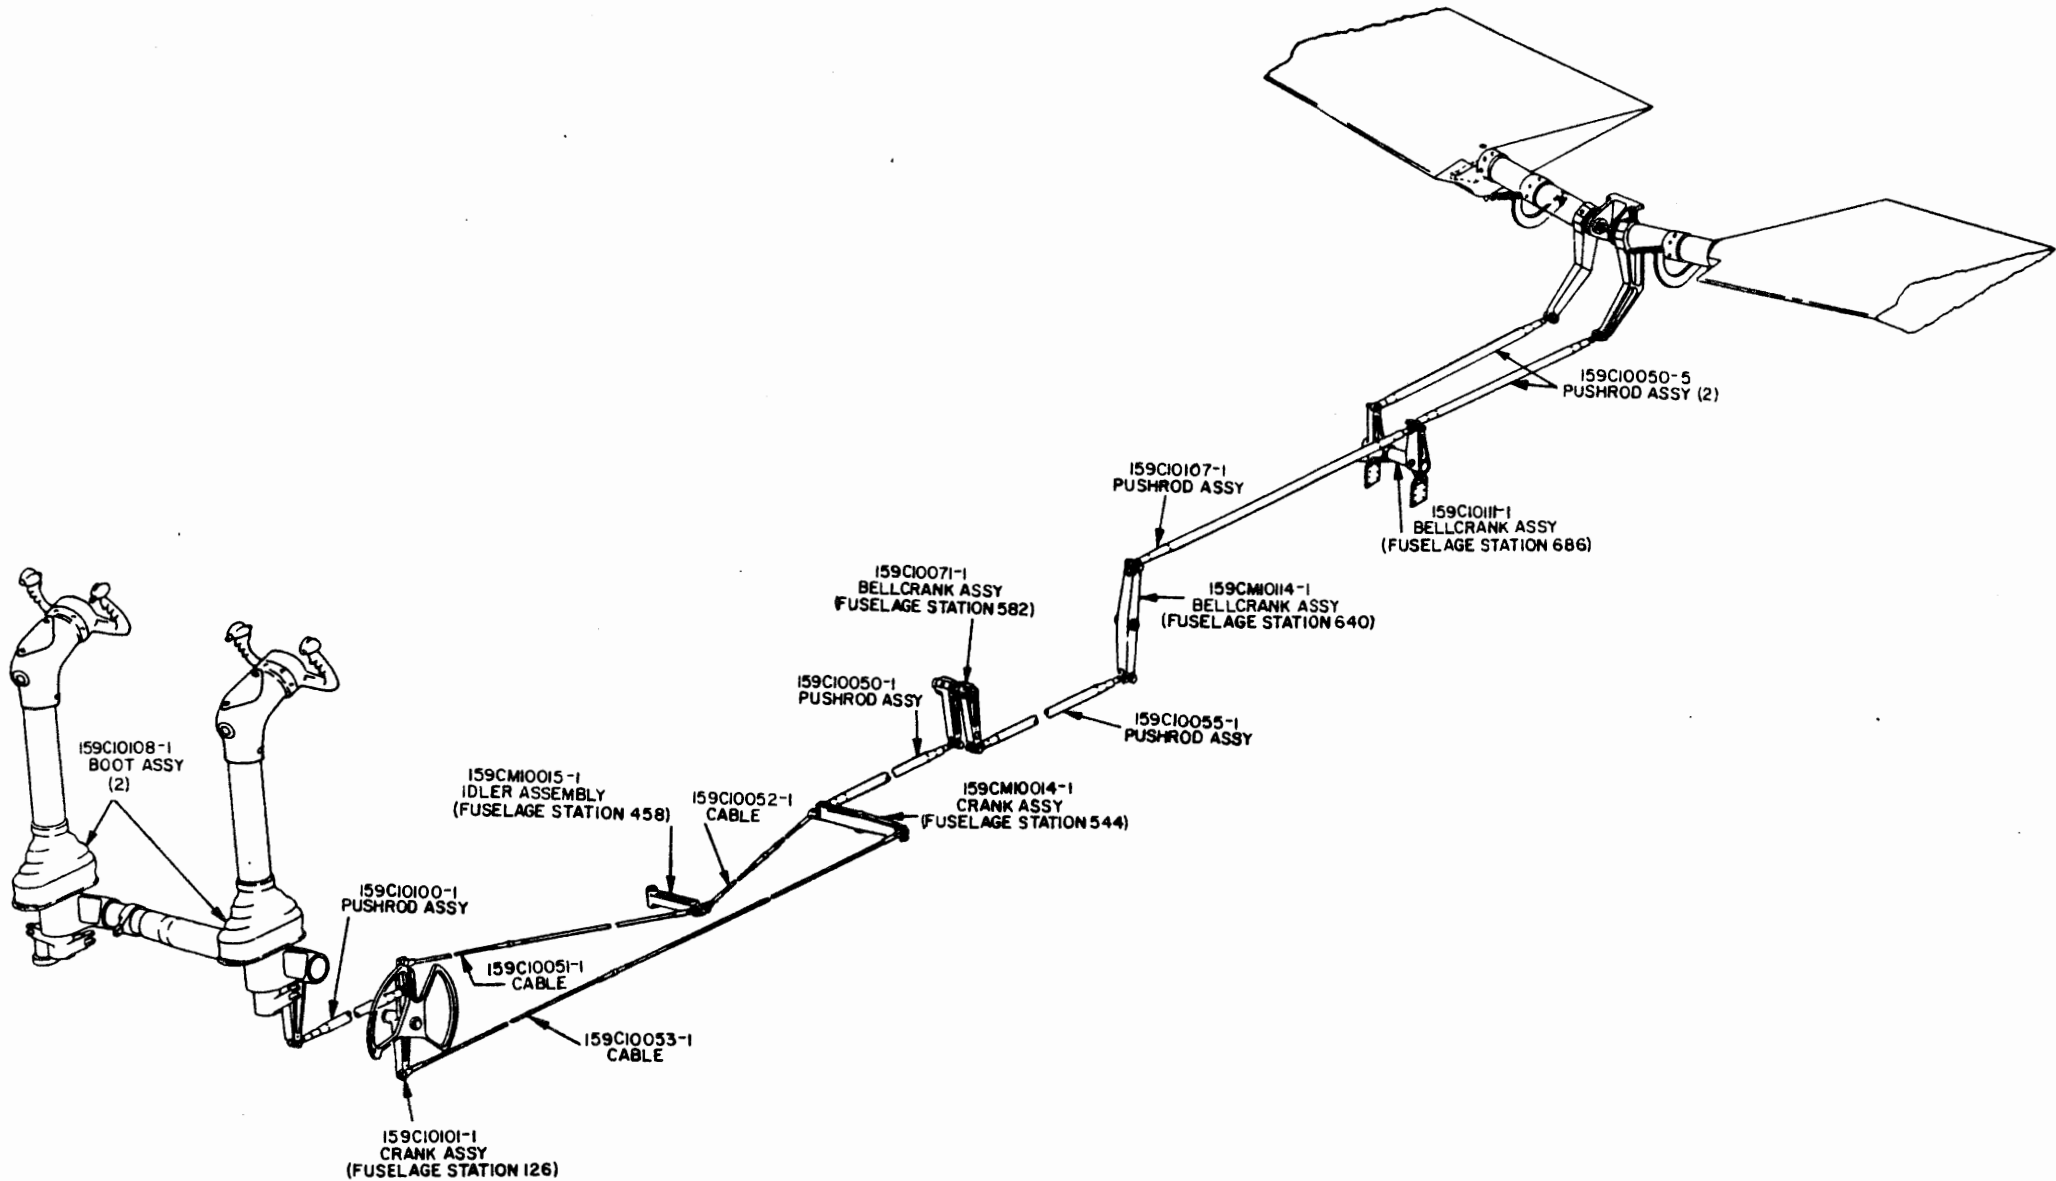 159C10050-5
PUSHROD ASSY (2)
159C10107-1
PUSHROD ASSY
159C10111-1
BELLCRANK ASSY
(FUSELAGE STATION 686)
159C10071-1
BELLCRANK ASSY
(FUSELAGE STATION 582)
159CM10114-1
BELLCRANK ASSY
(FUSELAGE STATION 640)
159C10050-1
PUSHROD ASSY
159C10055-1
PUSHROD ASSY
159C10108-1
BOOT ASSY
(2)
159CM10015-1
IDLER ASSEMBLY
(FUSELAGE STATION 458)
159C10052-1
CABLE
159CM10014-1
CRANK ASSY
(FUSELAGE STATION 544)
159C10100-1
PUSHROD ASSY
159C10051-1
CABLE
159C10053-1
CABLE
159C10101-1
CRANK ASSY
(FUSELAGE STATION 126)